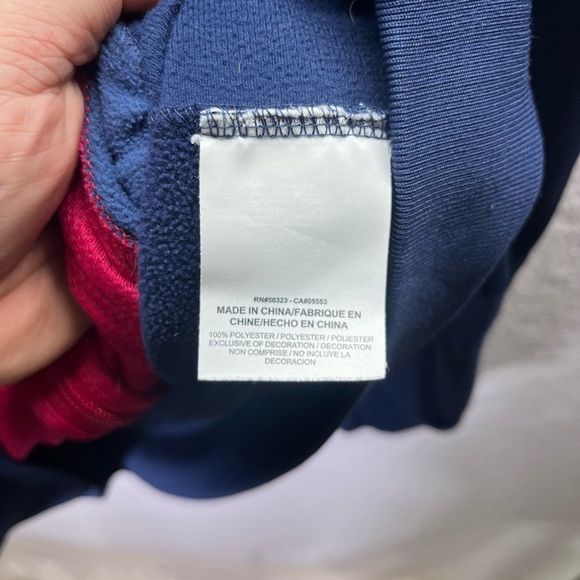 RN#56323 - CA#05553
MADE IN CHINA/FABRIQUE EN
CHINE/HECHO EN CHINA
100% POLYESTER / POLYESTER / POLIESTER
EXCLUSIVE OF DECORATION / DECORATION
NON COMPRISE / NO INCLUYE LA
DECORACION